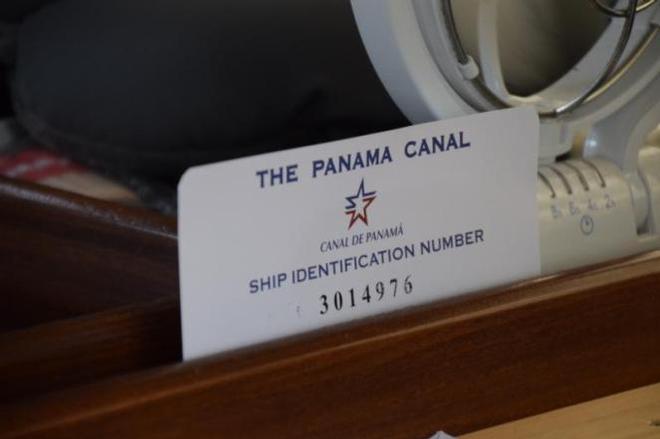 THE PANAMA CANAL
CANAL DE PANAMÁ
SHIP IDENTIFICATION NUMBER
3014976